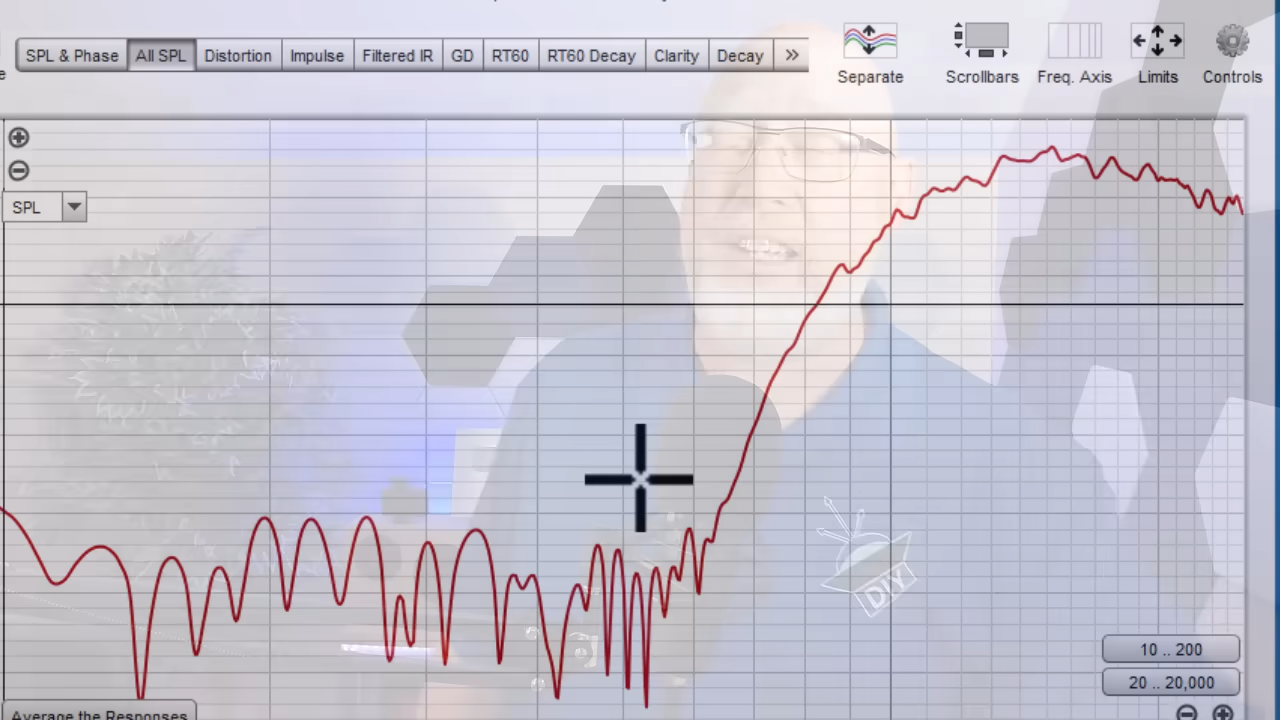 SPL & Phase All SPL Distortion Impulse Filtered IR GD RT60 RT60 Decay Clarity Decay »
Separate Scrollbars Freq. Axis Limits Controls
SPL
DIY
10 .. 200
20 .. 20,000
Average the Responses